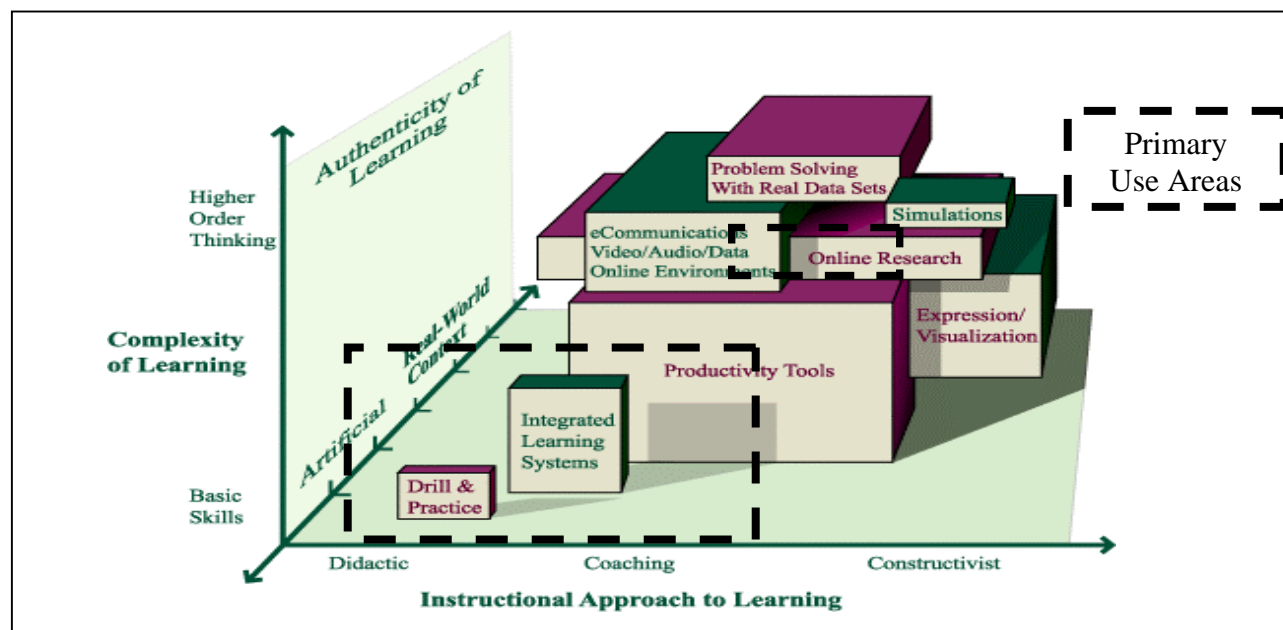 Authenticity of
Learning
Primary
Use Areas
Problem Solving
With Real Data Sets
Higher
Order
Thinking
Simulations
eCommunications
Video/Audio/Data
Online Environments
Online Research
Real-World
Context
Expression/
Visualization
Complexity
of Learning
Productivity Tools
Artificial
Integrated
Learning
Systems
Drill &
Practice
Basic
Skills
Didactic
Coaching
Constructivist
Instructional Approach to Learning